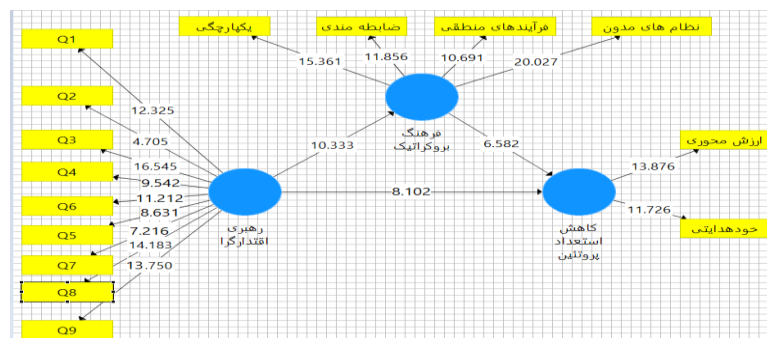 یکپارچگی
ضابطه مندی
فرآیندهای منطقی
نظام های مدون
Q1
Q2
Q3
Q4
Q6
Q5
Q7
Q8
Q9
12.325
4.705
16.545
9.542
11.212
8.631
7.216
14.183
13.750
رهبری
اقتدارگرا
10.333
15.361
11.856
10.691
20.027
فرهنگ
بروکراتیک
6.582
8.102
کاهش
استعداد
پروتئین
13.876
11.726
ارزش محوری
خودهدایتی